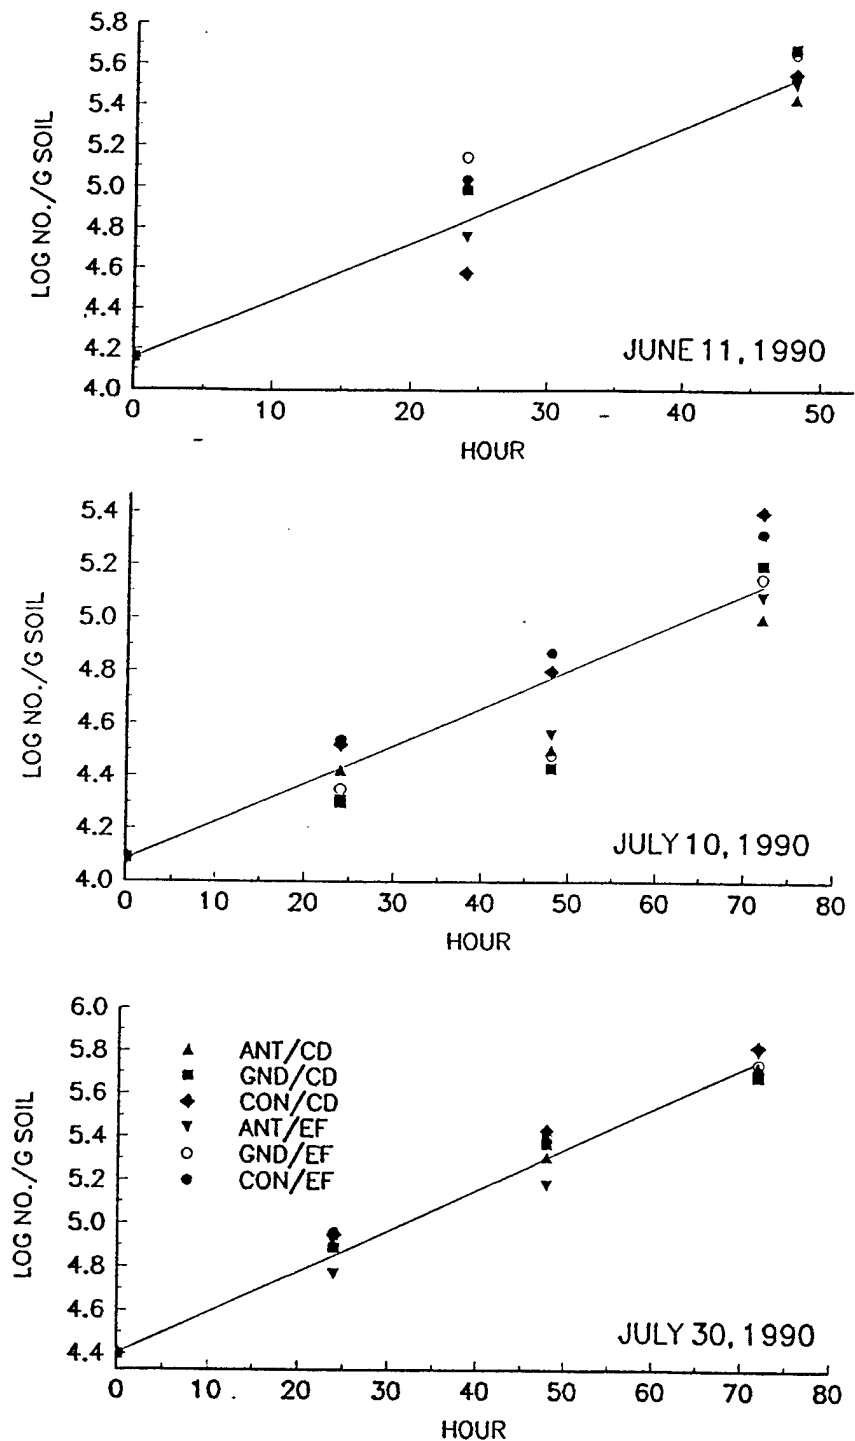 5.8
5.6
5.4
5.2
5.0
4.8
4.6
4.4
4.2
4.0
LOG NO./G SOIL
JUNE 11, 1990
0 10 20 30 40 50
HOUR
5.4
5.2
5.0
4.8
4.6
4.4
4.2
4.0
LOG NO./G SOIL
JULY 10, 1990
0 10 20 30 40 50 60 70 80
HOUR
6.0
5.8
5.6
5.4
5.2
5.0
4.8
4.6
4.4
LOG NO./G SOIL
ANT/CD
GND/CD
CON/CD
ANT/EF
GND/EF
CON/EF
JULY 30, 1990
0 10 20 30 40 50 60 70 80
HOUR